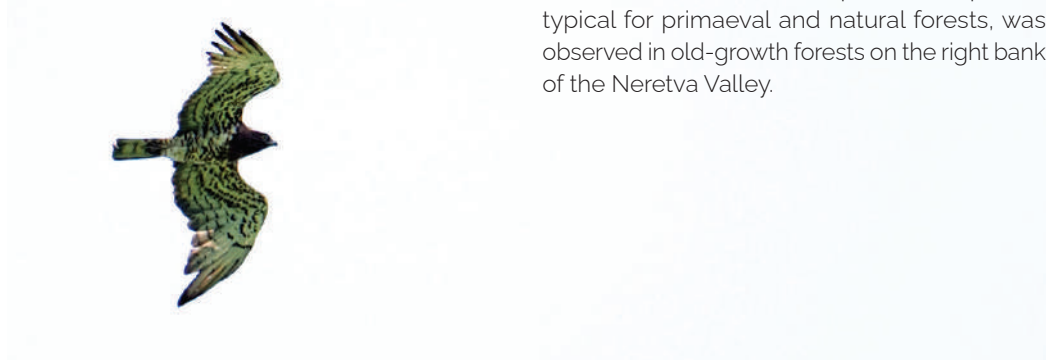 typical for primaeval and natural forests, was
observed in old-growth forests on the right bank
of the Neretva Valley.